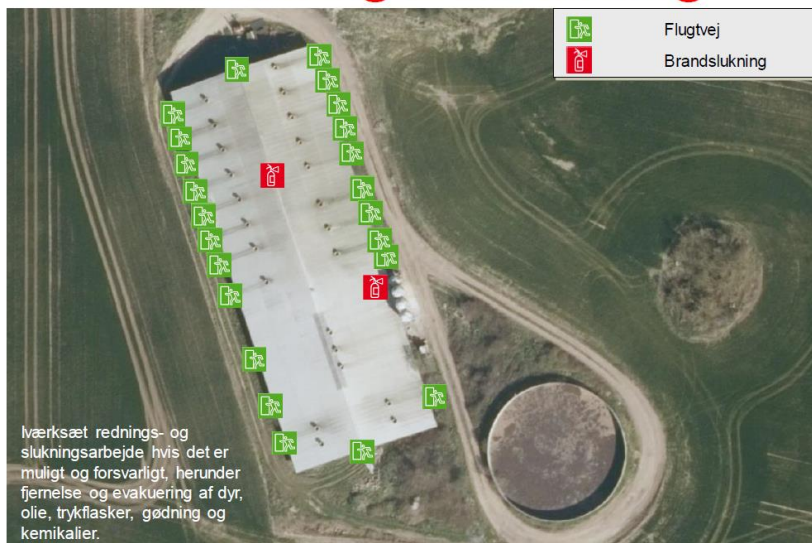 Flugtvej
Brandslukning
Iværksæt rednings- og
slukningsarbejde hvis det er
muligt og forsvarligt, herunder
fjernelse og evakuering af dyr,
olie, trykflasker, gødning og
kemikalier.